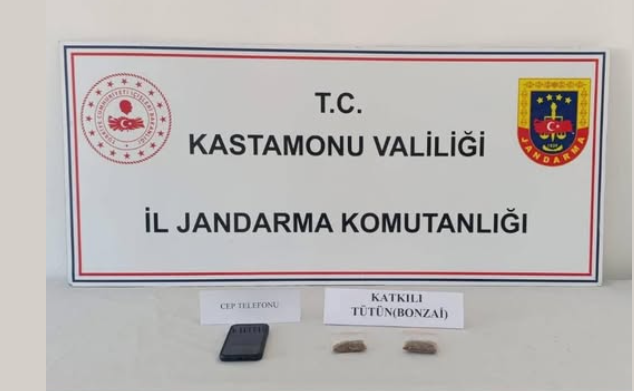 T.C.
KASTAMONU VALİLİĞİ
İL JANDARMA KOMUTANLIĞI
JANDARMA
CEP TELEFONU
KATKILI
TÜTÜN(BONZAİ)